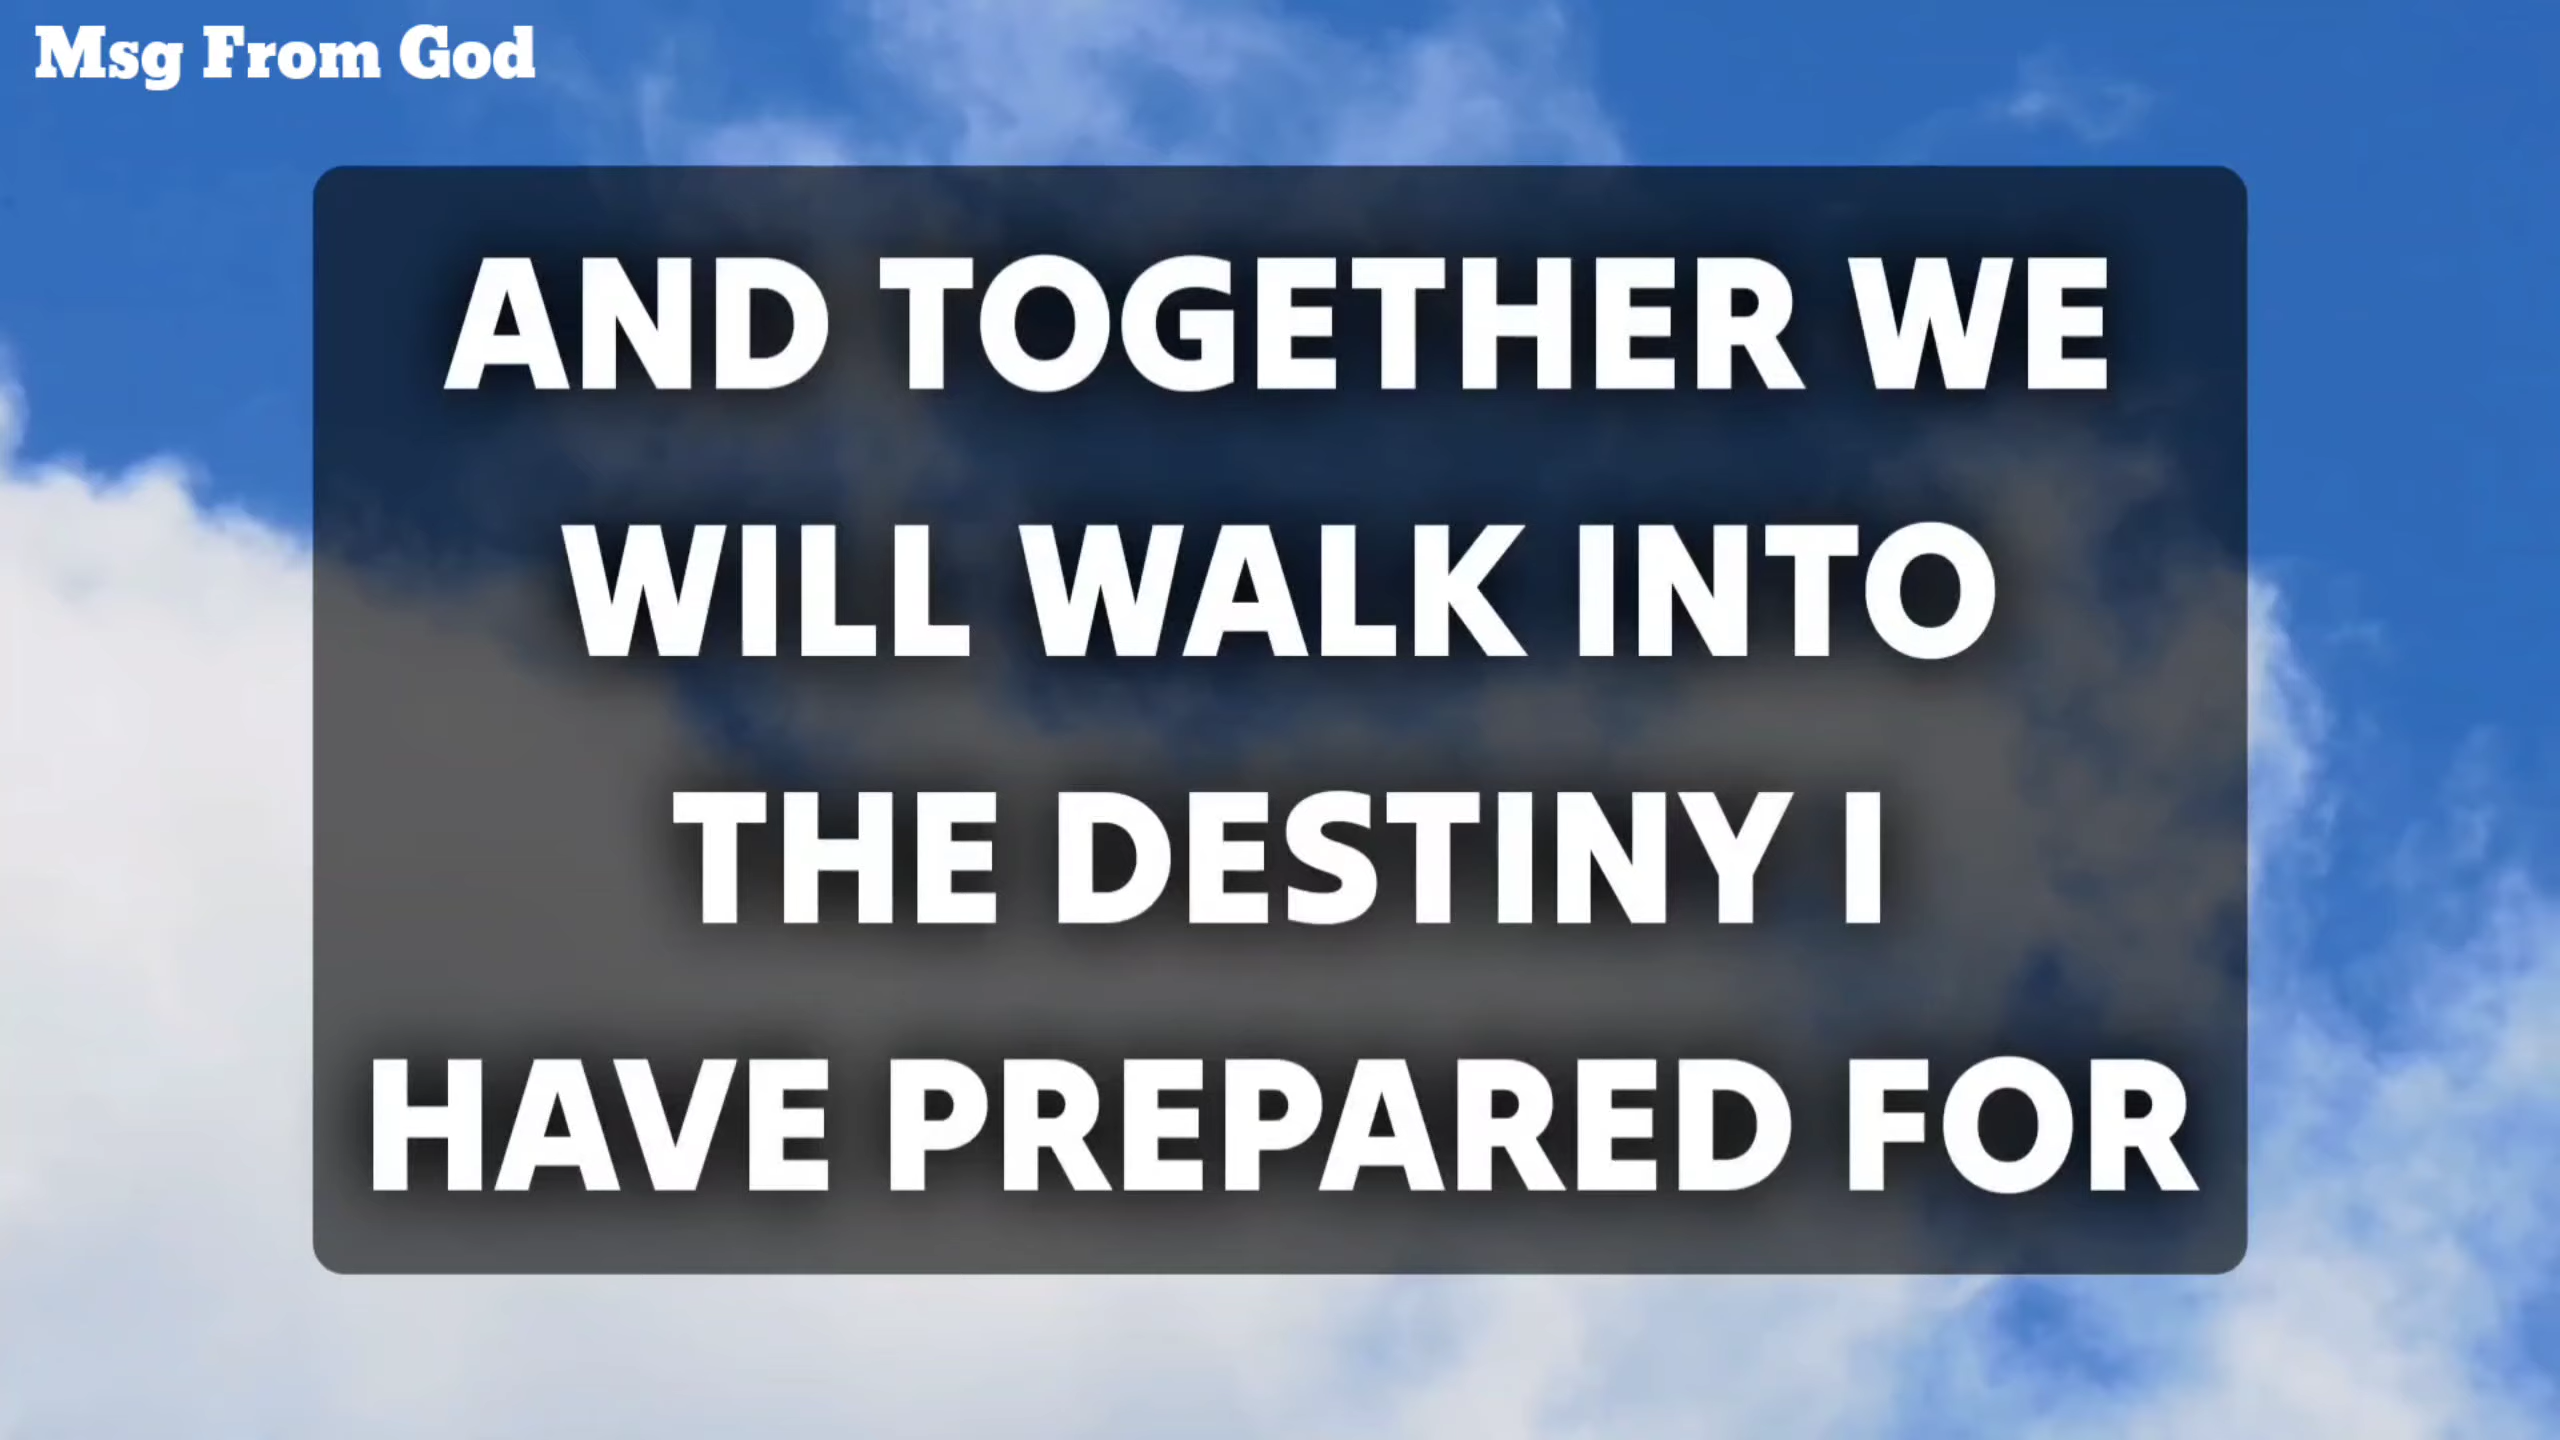 Msg From God
AND TOGETHER WE
WILL WALK INTO
THE DESTINY I
HAVE PREPARED FOR